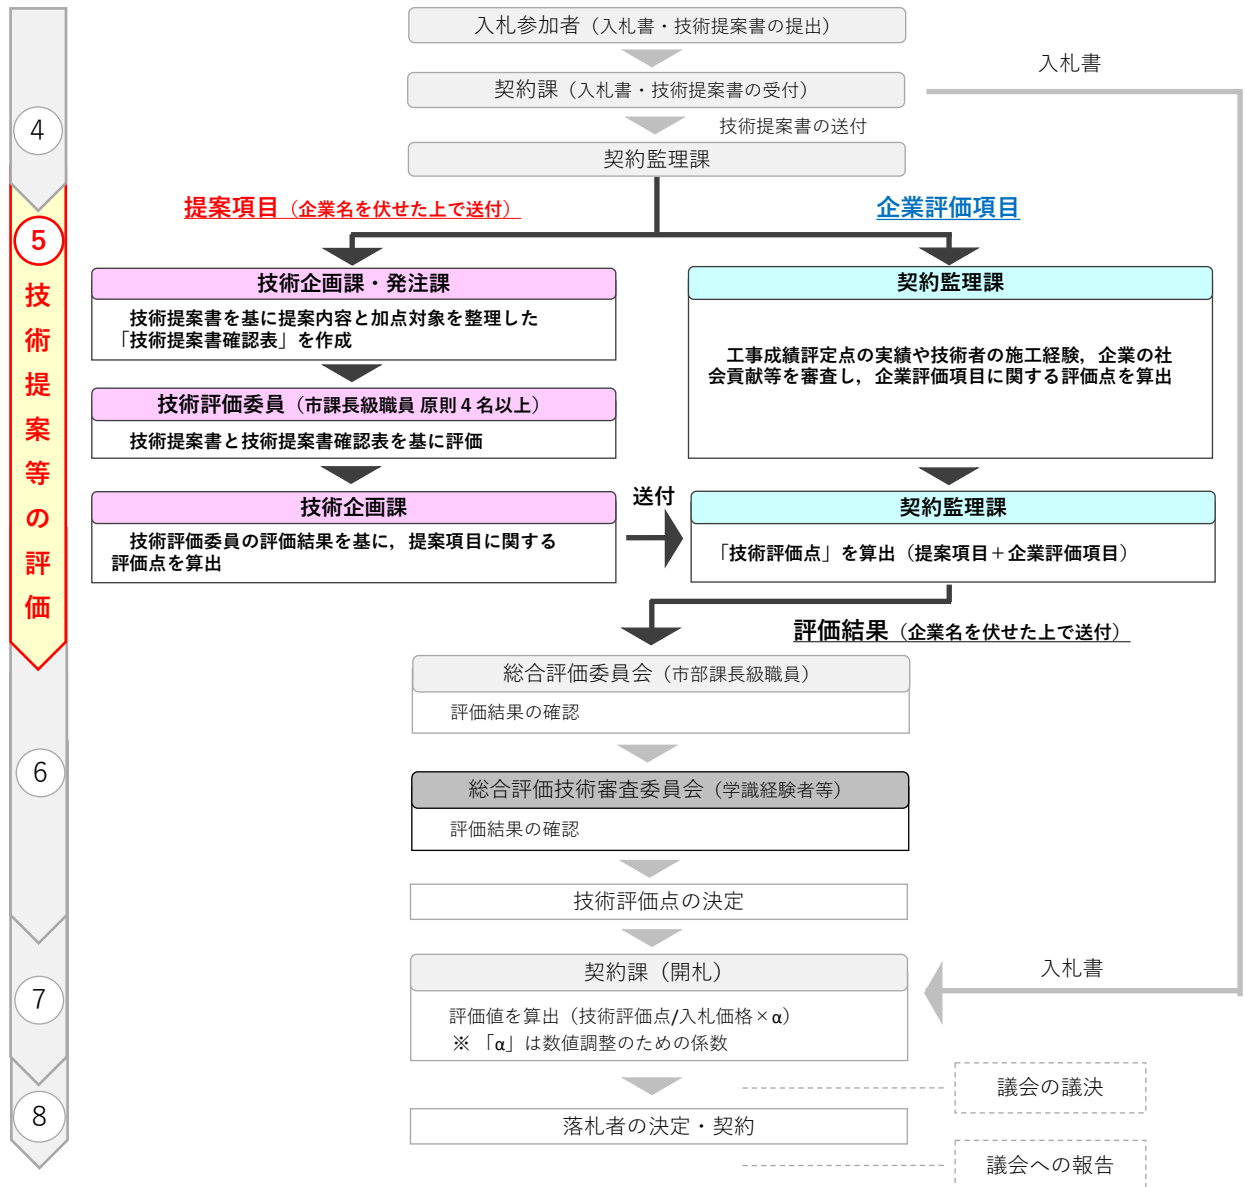 入札参加者（入札書・技術提案書の提出）
入札書
契約課（入札書・技術提案書の受付）
技術提案書の送付
4
契約監理課
提案項目（企業名を伏せた上で送付）
企業評価項目
5
技術提案等の評価
技術企画課・発注課
技術提案書を基に提案内容と加点対象を整理した
「技術提案書確認表」を作成
契約監理課
工事成績評定点の実績や技術者の施工経験，企業の社
会貢献等を審査し，企業評価項目に関する評価点を算出
技術評価委員（市課長級職員 原則４名以上）
技術提案書と技術提案書確認表を基に評価
技術企画課
技術評価委員の評価結果を基に，提案項目に関する
評価点を算出
送付
契約監理課
「技術評価点」を算出（提案項目＋企業評価項目）
評価結果（企業名を伏せた上で送付）
総合評価委員会（市部課長級職員）
評価結果の確認
6
総合評価技術審査委員会（学識経験者等）
評価結果の確認
技術評価点の決定
7
契約課（開札）
入札書
評価値を算出（技術評価点/入札価格×α）
※ 「α」は数値調整のための係数
議会の議決
8
落札者の決定・契約
議会への報告